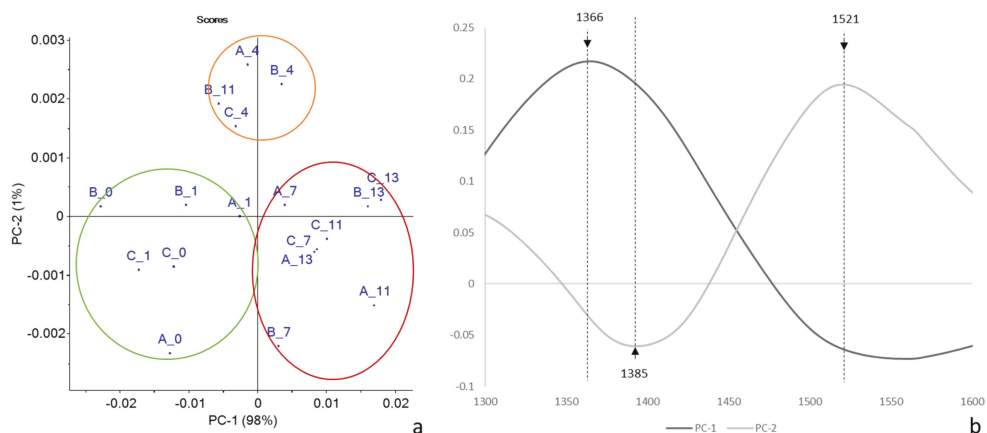 Scores
0.003
0.002
0.001
0
-0.001
-0.002
PC-2 (1%)
A_4
B_4
B_11
C_4
B_0
B_1
A_1
A_7
C_13
B_13
C_11
C_7
A_13
C_1
C_0
A_11
A_0
B_7
-0.02
-0.01
0
0.01
0.02
PC-1 (98%)
a
1366
1521
0.2
0.15
0.1
0.05
0
-0.05
-0.1
1385
1300
1350
1400
1450
1500
1550
1600
PC-1
PC-2
b